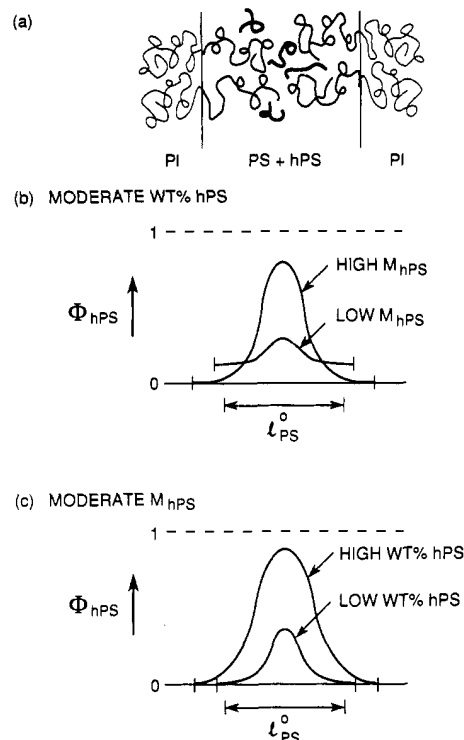 (a)
PI PS + hPS PI
(b) MODERATE WT% hPS
1
HIGH M_hPS
Φ_hPS
LOW M_hPS
0
ℓ°_PS
(c) MODERATE M_hPS
1
HIGH WT% hPS
Φ_hPS
LOW WT% hPS
0
ℓ°_PS